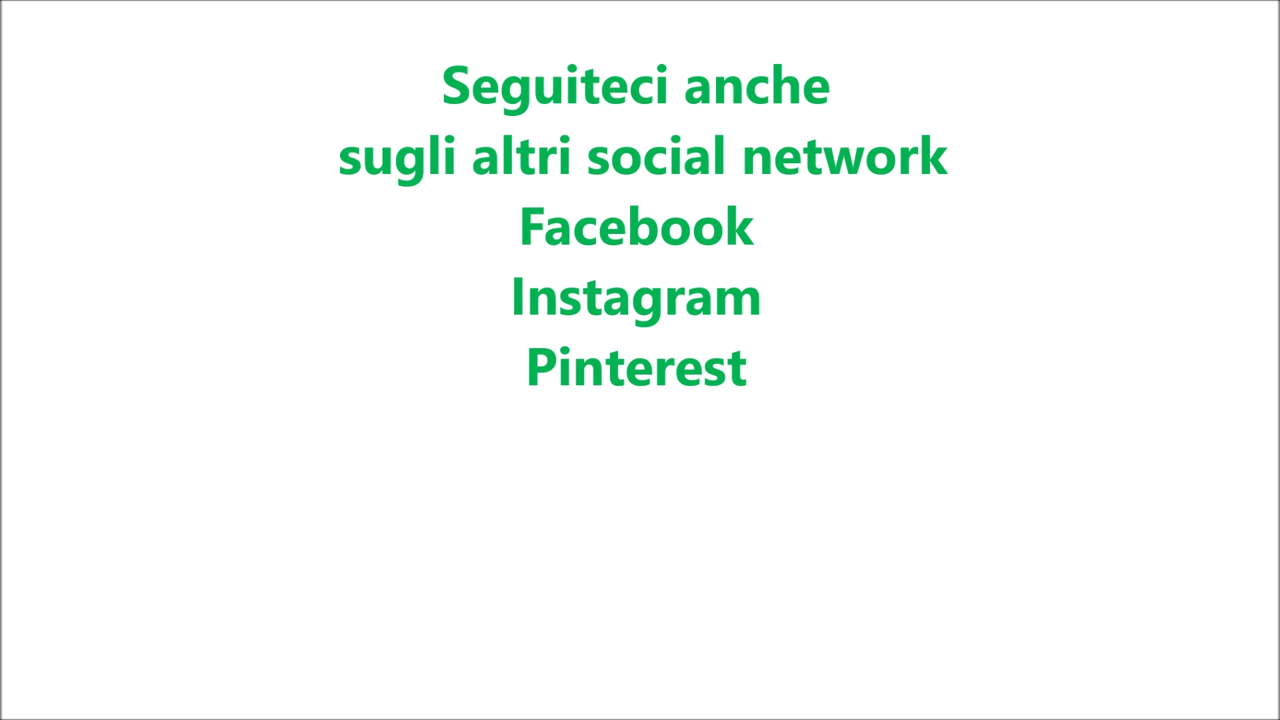 Seguiteci anche
sugli altri social network
Facebook
Instagram
Pinterest